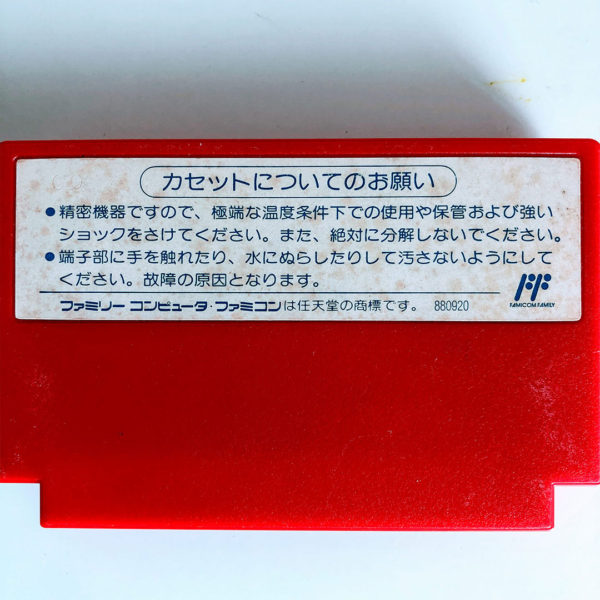 カセットについてのお願い
●精密機器ですので、極端な温度条件下での使用や保管および強い
ショックをさけてください。また、絶対に分解しないでください。
●端子部に手を触れたり、水にぬらしたりして汚さないようにして
ください。故障の原因となります。
ファミリー コンピュータ・ファミコンは任天堂の商標です。 880920
FAMICOM FAMILY